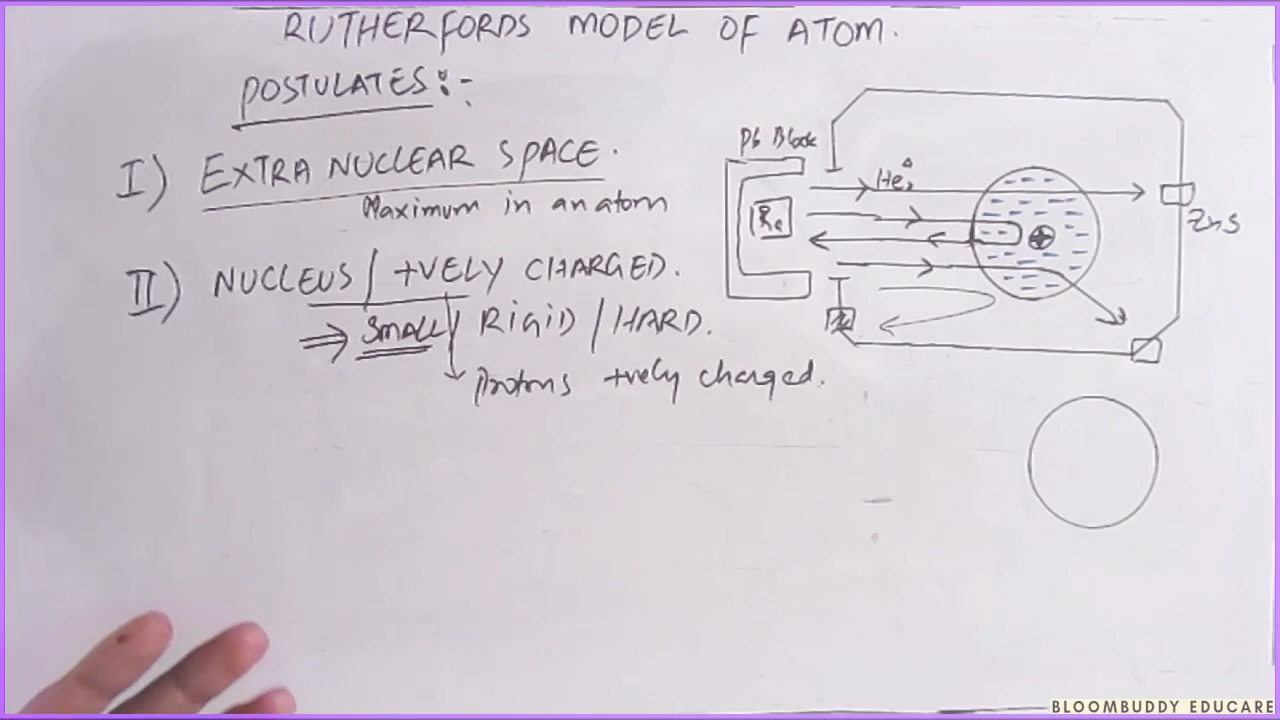 RUTHERFORDS MODEL OF ATOM.
POSTULATES:-
I) EXTRA NUCLEAR SPACE.
Maximum in an atom
II) NUCLEUS / +VELY CHARGED.
⇒ SMALL / RIGID / HARD.
Protons +vely charged.
Pb Block
Ra
He
+
ZnS
BLOOMBUDDY EDUCARE